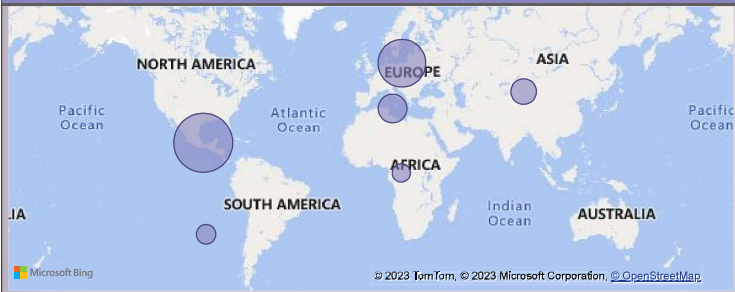 NORTH AMERICA
EUROPE
ASIA
Pacific
Ocean
Atlantic
Ocean
Pacific
Ocean
AFRICA
SOUTH AMERICA
Indian
Ocean
LIA
AUSTRALIA
Microsoft Bing
© 2023 TomTom, © 2023 Microsoft Corporation, © OpenStreetMap